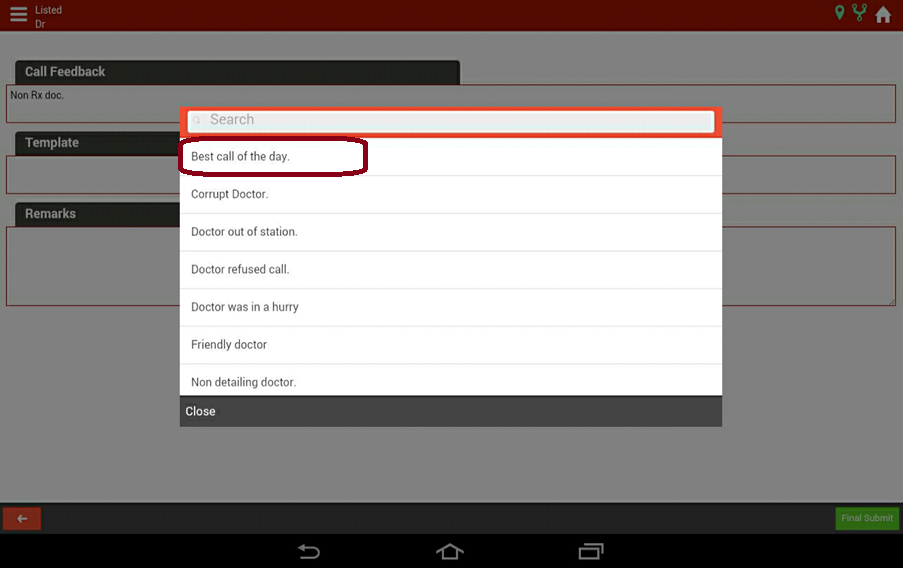 Listed
Dr
Call Feedback
Non Rx doc.
Template
Remarks
Search
Best call of the day.
Corrupt Doctor.
Doctor out of station.
Doctor refused call.
Doctor was in a hurry
Friendly doctor
Non detailing doctor.
Close
Final Submit